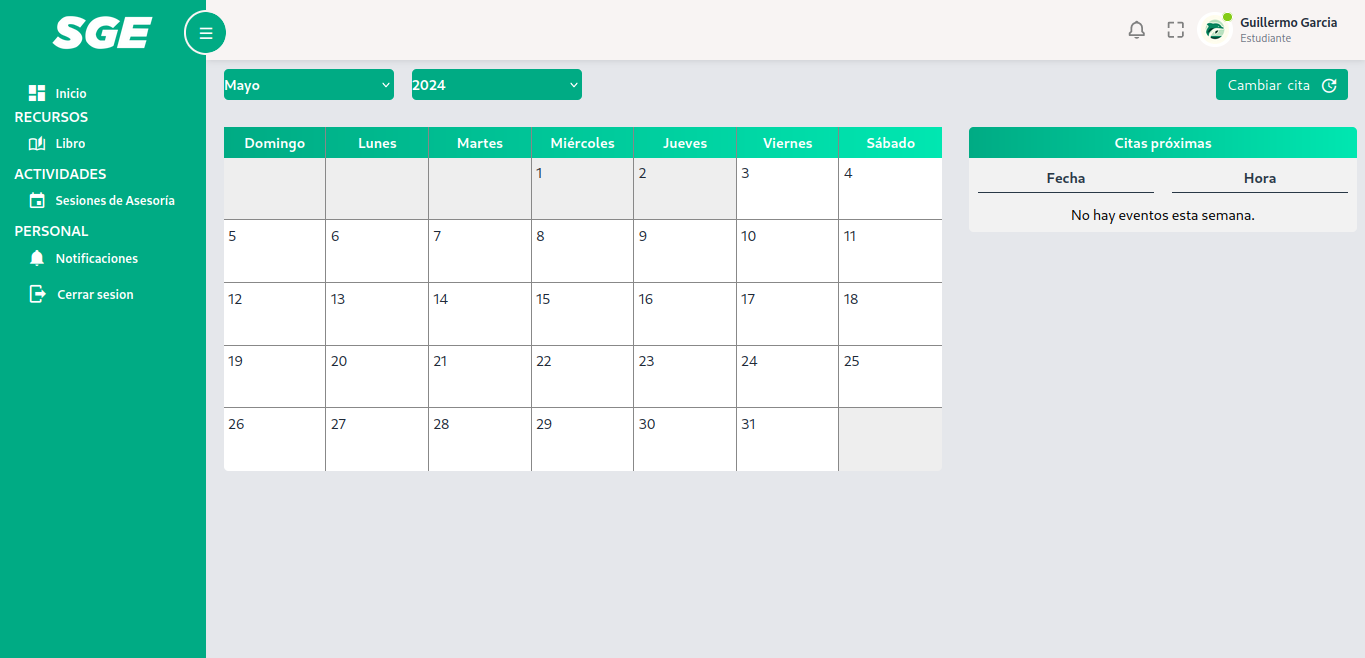 SGE
Guillermo Garcia
Estudiante
Inicio
RECURSOS
Libro
ACTIVIDADES
Sesiones de Asesoría
PERSONAL
Notificaciones
Cerrar sesion
Mayo 2024 Cambiar cita
Domingo Lunes Martes Miércoles Jueves Viernes Sábado
1 2 3 4
5 6 7 8 9 10 11
12 13 14 15 16 17 18
19 20 21 22 23 24 25
26 27 28 29 30 31
Citas próximas
Fecha Hora
No hay eventos esta semana.